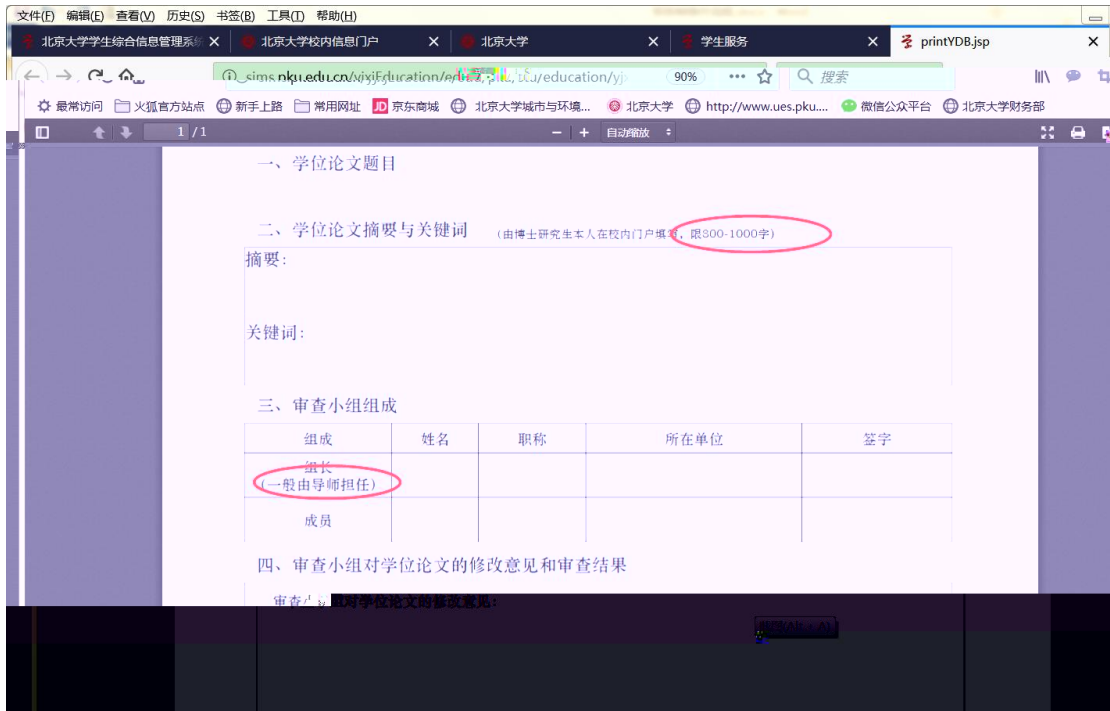 文件(F) 编辑(E) 查看(V) 历史(S) 书签(B) 工具(T) 帮助(H)
北京大学学生综合信息管理系统 北京大学校内信息门户 北京大学 学生服务 printYDB.jsp
90% 搜索
最常访问 火狐官方站点 新手上路 常用网址 JD 京东商城 北京大学城市与环境... 北京大学 http://www.ues.pku.... 微信公众平台 北京大学财务部
1 / 1 自动缩放
一、学位论文题目
二、学位论文摘要与关键词 (由博士研究生本人在校内门户填写，限800-1000字)
摘要:
关键词:
三、审查小组组成
组成 姓名 职称 所在单位 签字
组长
(一般由导师担任)
成员
四、审查小组对学位论文的修改意见和审查结果
审查小组对学位论文的修改意见: